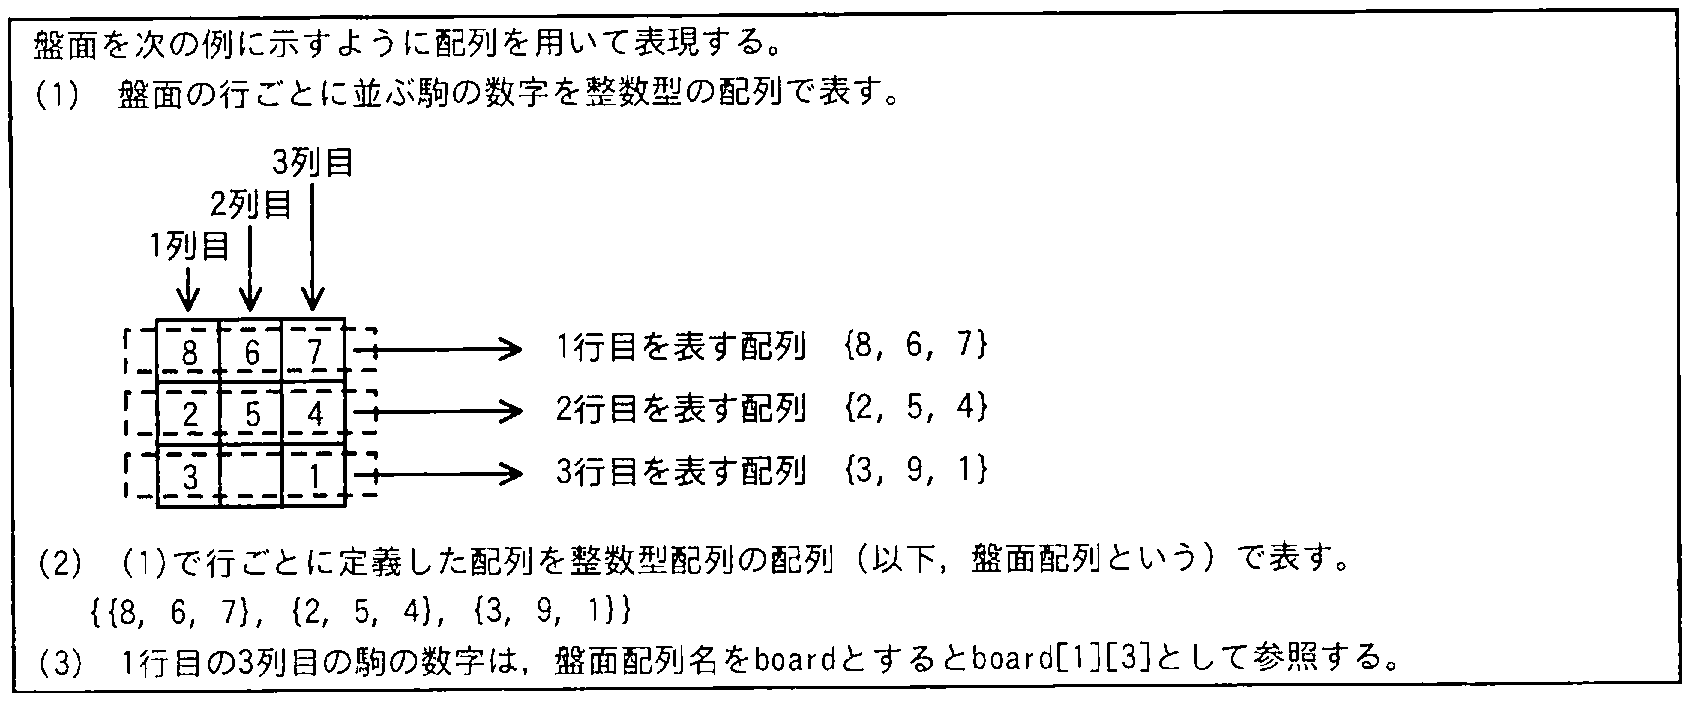 盤面を次の例に示すように配列を用いて表現する。
(1) 盤面の行ごとに並ぶ駒の数字を整数型の配列で表す。
3列目
2列目
1列目
8 6 7 1行目を表す配列 {8, 6, 7}
2 5 4 2行目を表す配列 {2, 5, 4}
3 1 3行目を表す配列 {3, 9, 1}
(2) (1)で行ごとに定義した配列を整数型配列の配列（以下，盤面配列という）で表す。
{{8, 6, 7}, {2, 5, 4}, {3, 9, 1}}
(3) 1行目の3列目の駒の数字は，盤面配列名をboardとするとboard[1][3]として参照する。